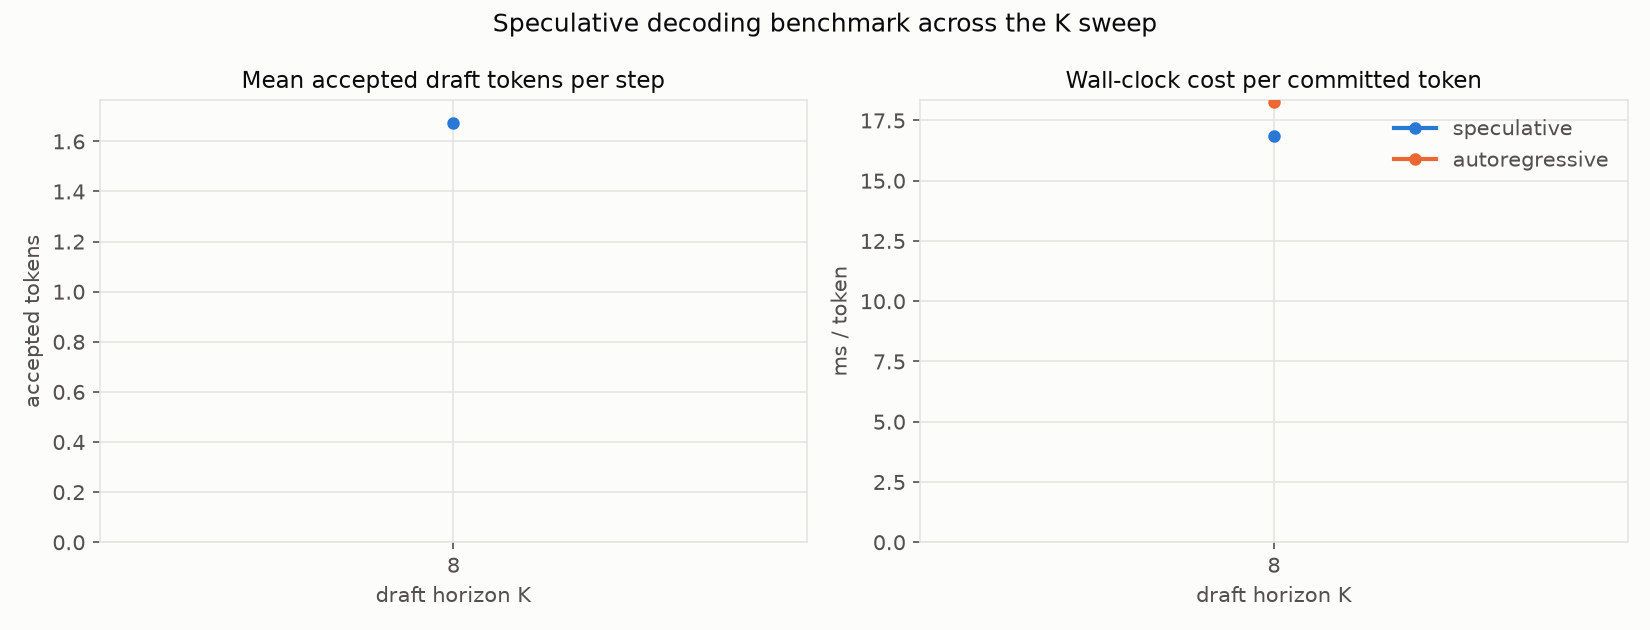 Speculative decoding benchmark across the K sweep
Mean accepted draft tokens per step
accepted tokens
1.6
1.4
1.2
1.0
0.8
0.6
0.4
0.2
0.0
8
draft horizon K
Wall-clock cost per committed token
ms / token
17.5
15.0
12.5
10.0
7.5
5.0
2.5
0.0
8
draft horizon K
speculative
autoregressive